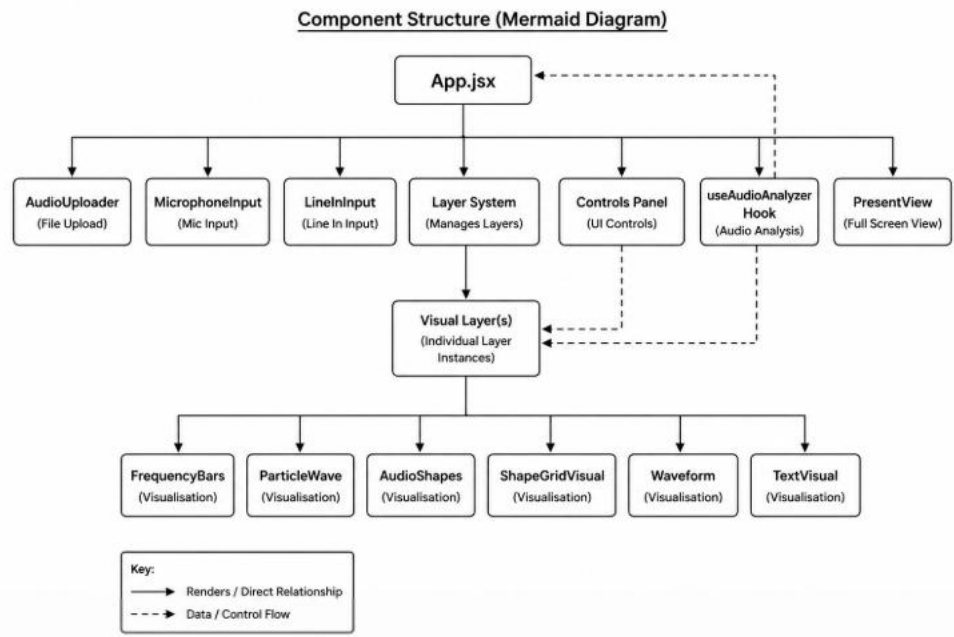 Component Structure (Mermaid Diagram)
App.jsx
AudioUploader
(File Upload)
MicrophoneInput
(Mic Input)
LineInInput
(Line In Input)
Layer System
(Manages Layers)
Controls Panel
(UI Controls)
useAudioAnalyzer
Hook
(Audio Analysis)
PresentView
(Full Screen View)
Visual Layer(s)
(Individual Layer
Instances)
FrequencyBars
(Visualisation)
ParticleWave
(Visualisation)
AudioShapes
(Visualisation)
ShapeGridVisual
(Visualisation)
Waveform
(Visualisation)
TextVisual
(Visualisation)
Key:
Renders / Direct Relationship
Data / Control Flow